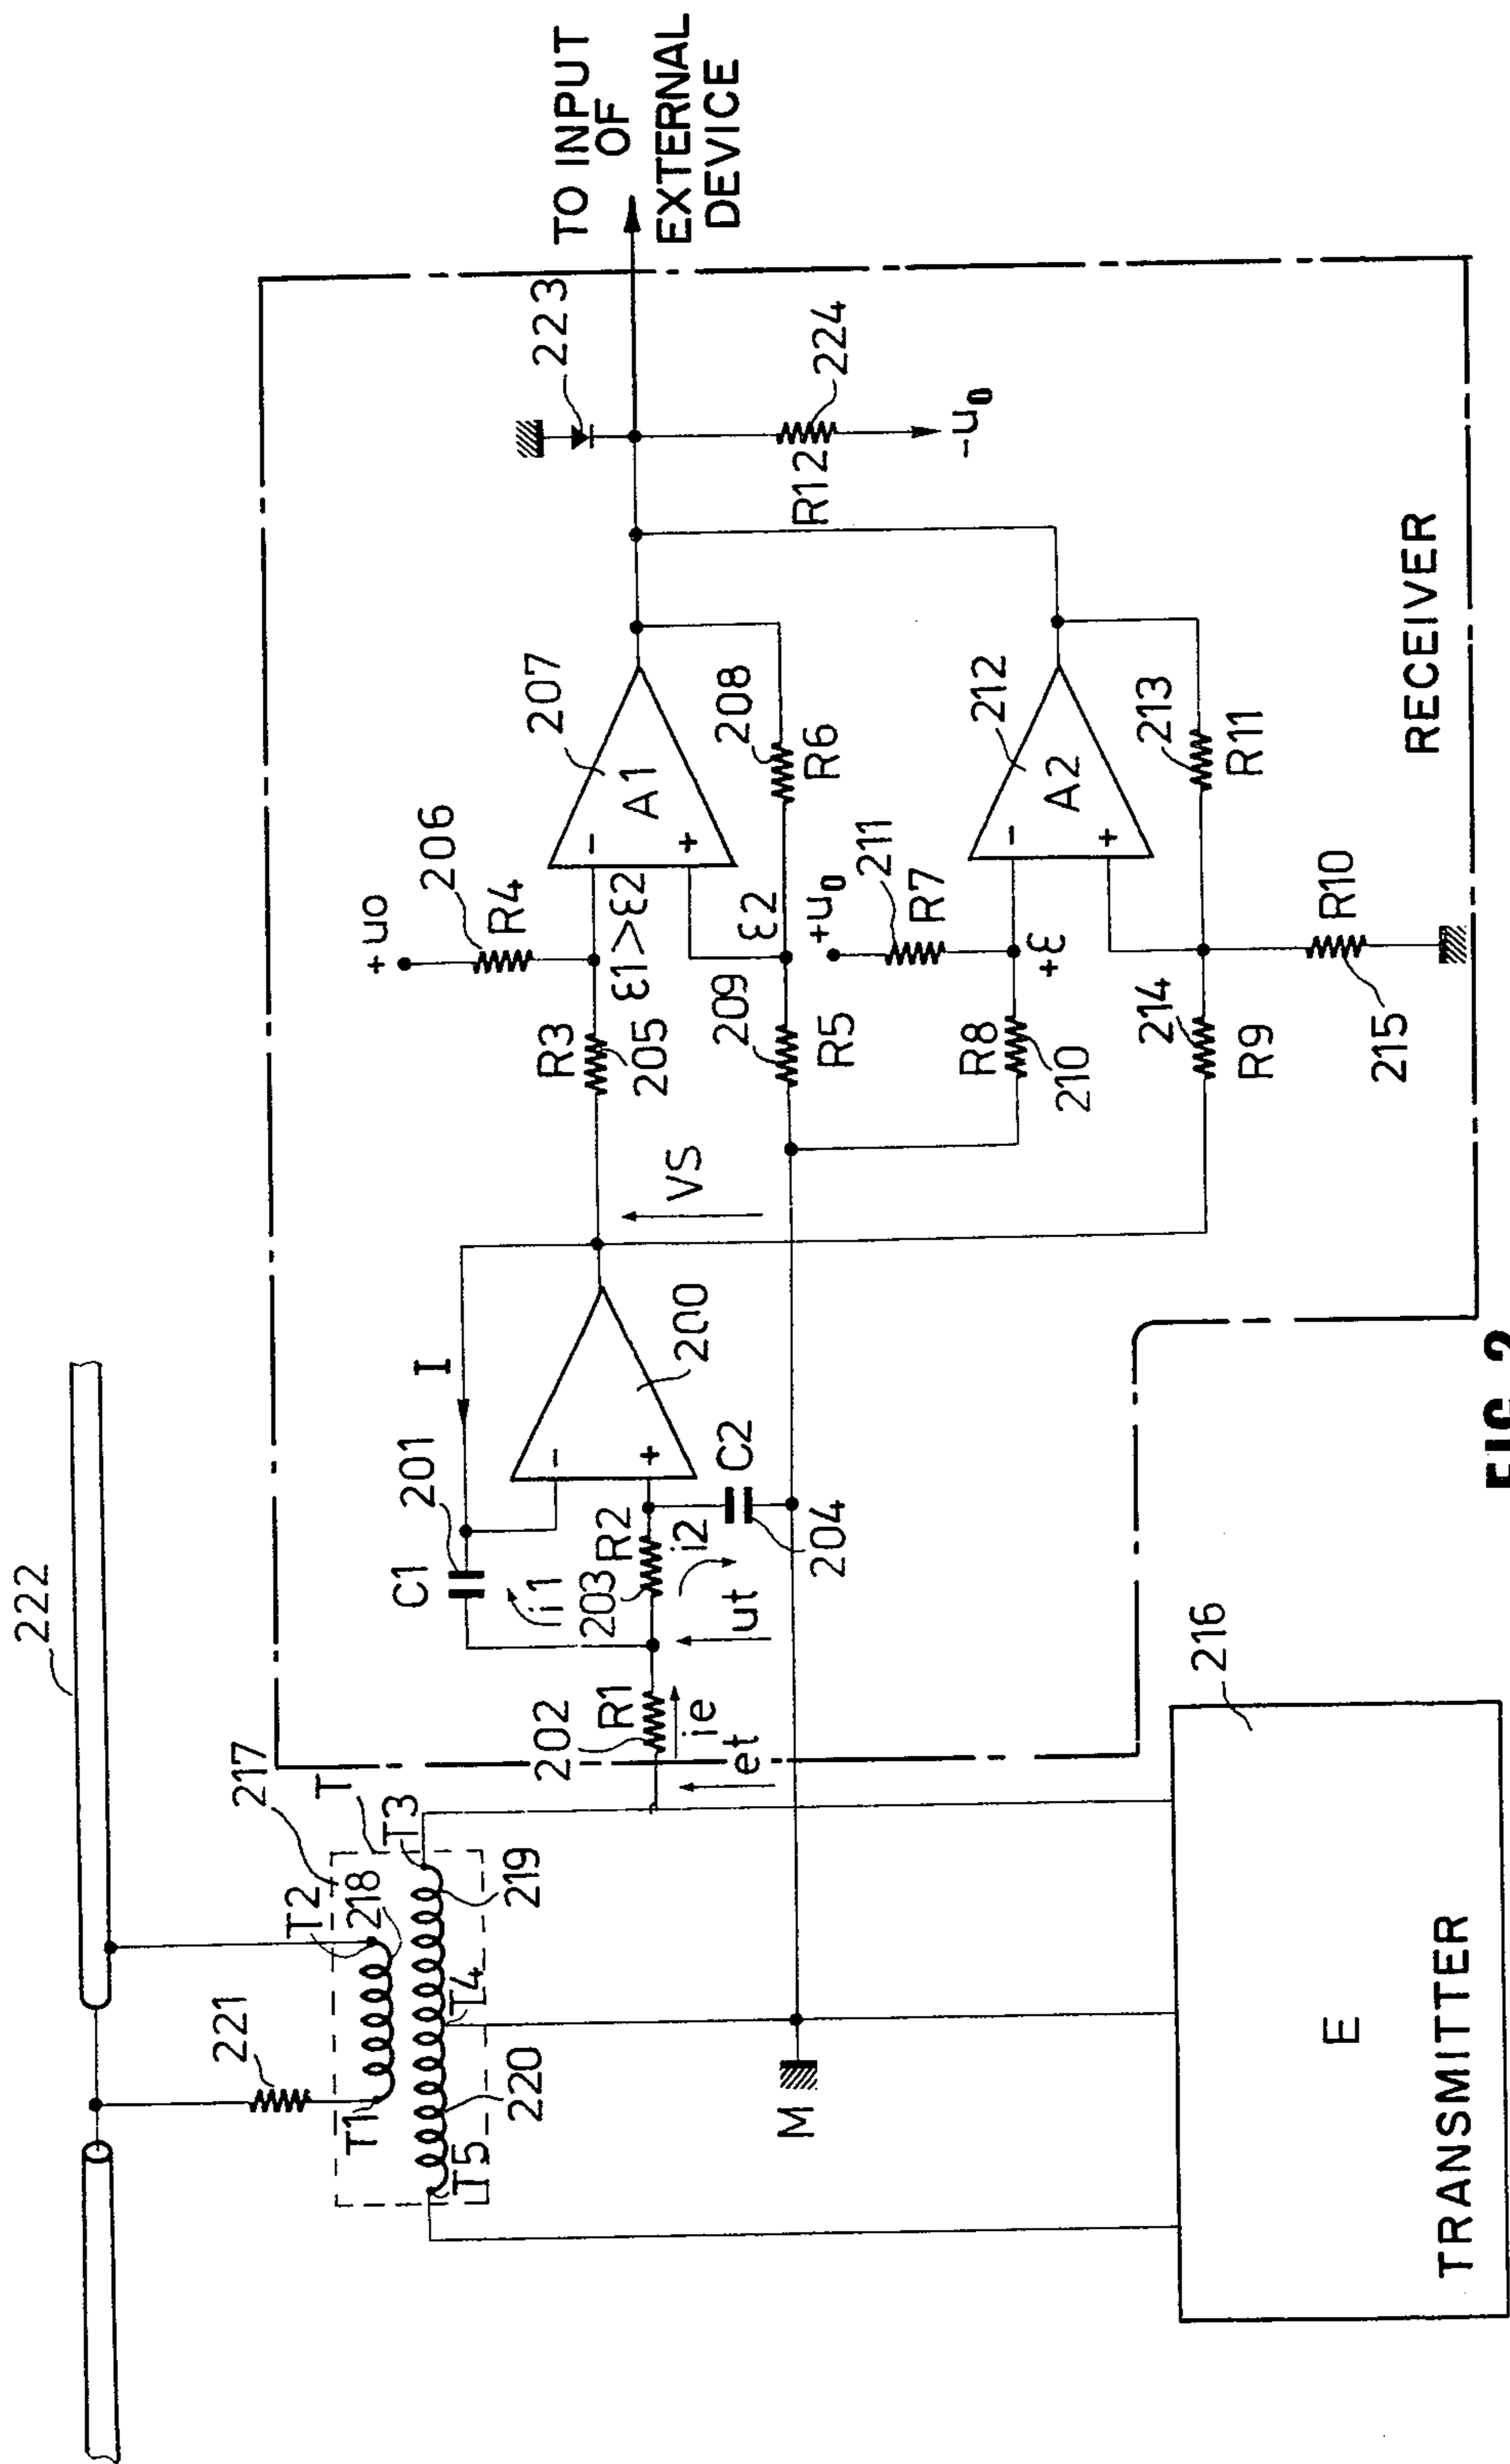 222
221
T1
T2
218
217
T
T3
219
T4
220
T5
M
E
TRANSMITTER
216
202
R1
ie
et
C1
201
I
i1
203
R2
i2
ut
C2
204
200
VS
R3
205
+uo
206
R4
ε1>ε2
A1
-
+
207
208
R6
ε2
209
R5
+u0
211
R7
R8
210
+ε
A2
-
+
212
213
R11
214
R9
R10
215
223
R12
224
-u0
TO INPUT
OF
EXTERNAL
DEVICE
RECEIVER
-
+
FIG. 2